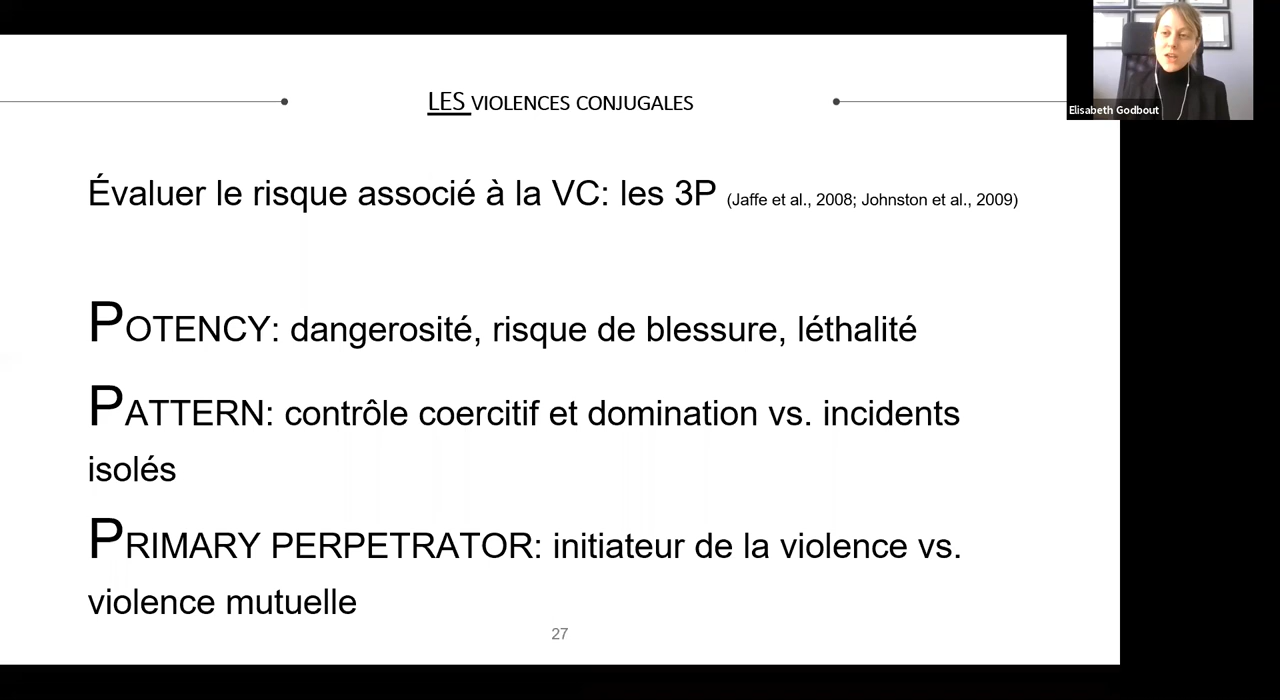 LES VIOLENCES CONJUGALES
Elisabeth Godbout
Évaluer le risque associé à la VC: les 3P (Jaffe et al., 2008; Johnston et al., 2009)
POTENCY: dangerosité, risque de blessure, léthalité
PATTERN: contrôle coercitif et domination vs. incidents
isolés
PRIMARY PERPETRATOR: initiateur de la violence vs.
violence mutuelle
27